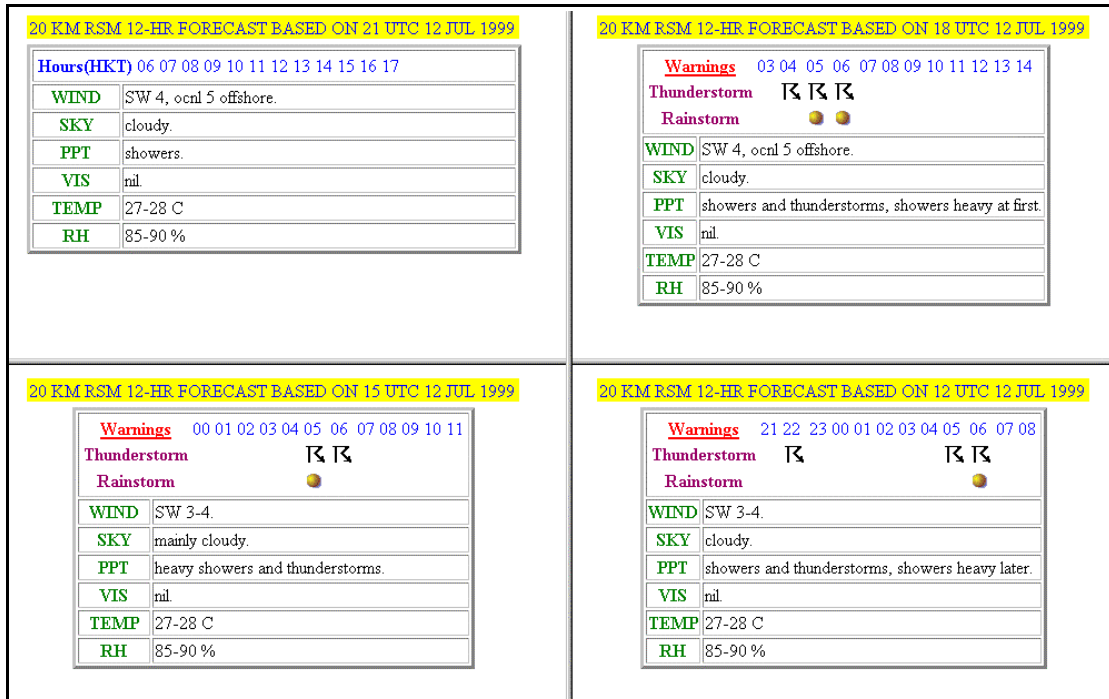 20 KM RSM 12-HR FORECAST BASED ON 21 UTC 12 JUL 1999
Hours(HKT) 06 07 08 09 10 11 12 13 14 15 16 17
WIND SW 4, ocnl 5 offshore.
SKY cloudy.
PPT showers.
VIS nil.
TEMP 27-28 C
RH 85-90 %
20 KM RSM 12-HR FORECAST BASED ON 18 UTC 12 JUL 1999
Warnings 03 04 05 06 07 08 09 10 11 12 13 14
Thunderstorm
Rainstorm
WIND SW 4, ocnl 5 offshore.
SKY cloudy.
PPT showers and thunderstorms, showers heavy at first.
VIS nil.
TEMP 27-28 C
RH 85-90 %
20 KM RSM 12-HR FORECAST BASED ON 15 UTC 12 JUL 1999
Warnings 00 01 02 03 04 05 06 07 08 09 10 11
Thunderstorm
Rainstorm
WIND SW 3-4.
SKY mainly cloudy.
PPT heavy showers and thunderstorms.
VIS nil.
TEMP 27-28 C
RH 85-90 %
20 KM RSM 12-HR FORECAST BASED ON 12 UTC 12 JUL 1999
Warnings 21 22 23 00 01 02 03 04 05 06 07 08
Thunderstorm
Rainstorm
WIND SW 3-4.
SKY cloudy.
PPT showers and thunderstorms, showers heavy later.
VIS nil.
TEMP 27-28 C
RH 85-90 %